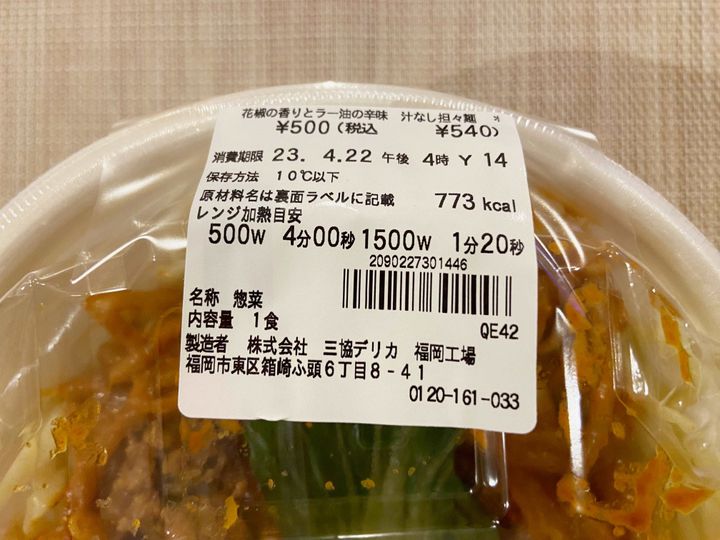 花椒の香りとラー油の辛味 汁なし担々麺
¥500(税込 ¥540)
消費期限 23. 4.22 午後 4時 Y 14
保存方法 10℃以下
原材料名は裏面ラベルに記載 773 kcal
レンジ加熱目安
500W 4分00秒 1500W 1分20秒
2090227301446
名称 惣菜
内容量 1食
QE42
製造者 株式会社 三協デリカ 福岡工場
福岡市東区箱崎ふ頭6丁目8-41
0120-161-033